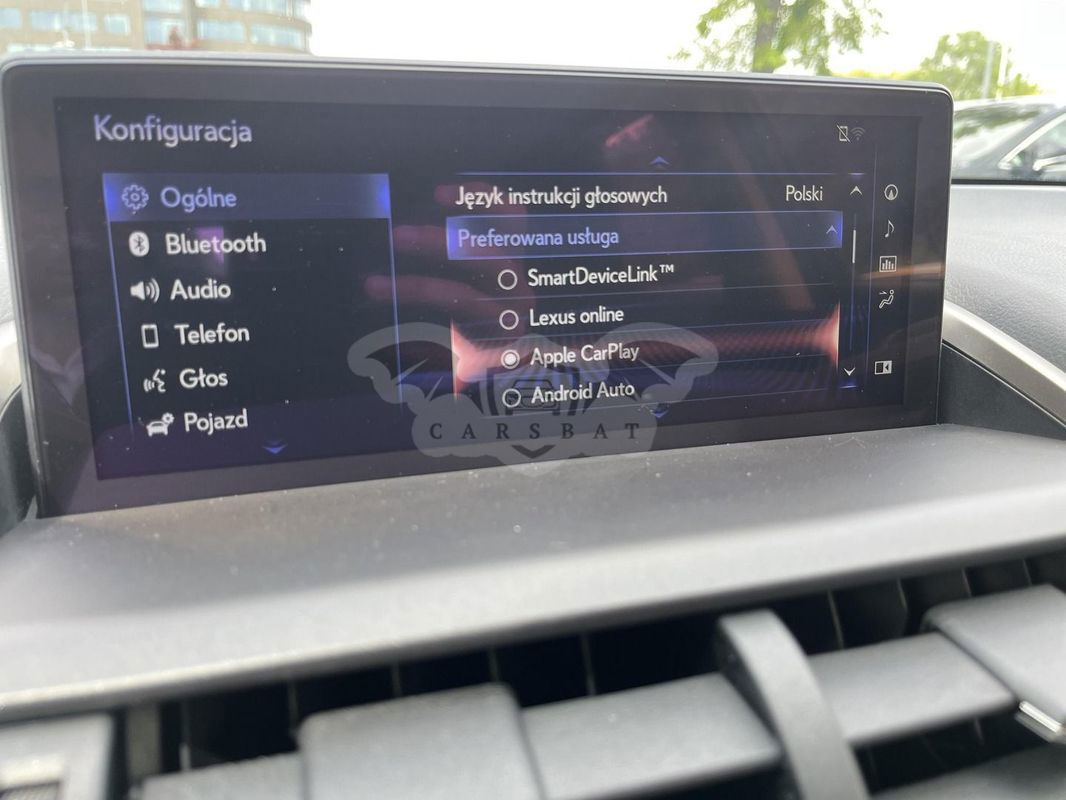 Konfiguracja
Ogólne
Bluetooth
Audio
Telefon
Głos
Pojazd
Język instrukcji głosowych Polski
Preferowana usługa
SmartDeviceLink™
Lexus online
Apple CarPlay
Android Auto
CARSBAT